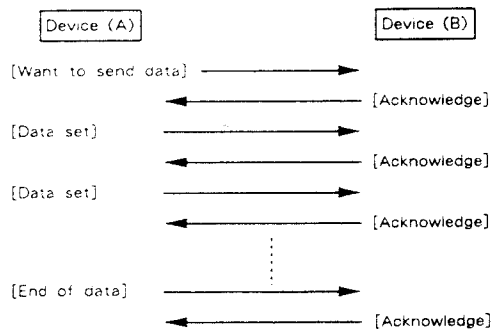 Device (A) Device (B)
[Want to send data]
[Acknowledge]
[Data set]
[Acknowledge]
[Data set]
[Acknowledge]
[End of data]
[Acknowledge]